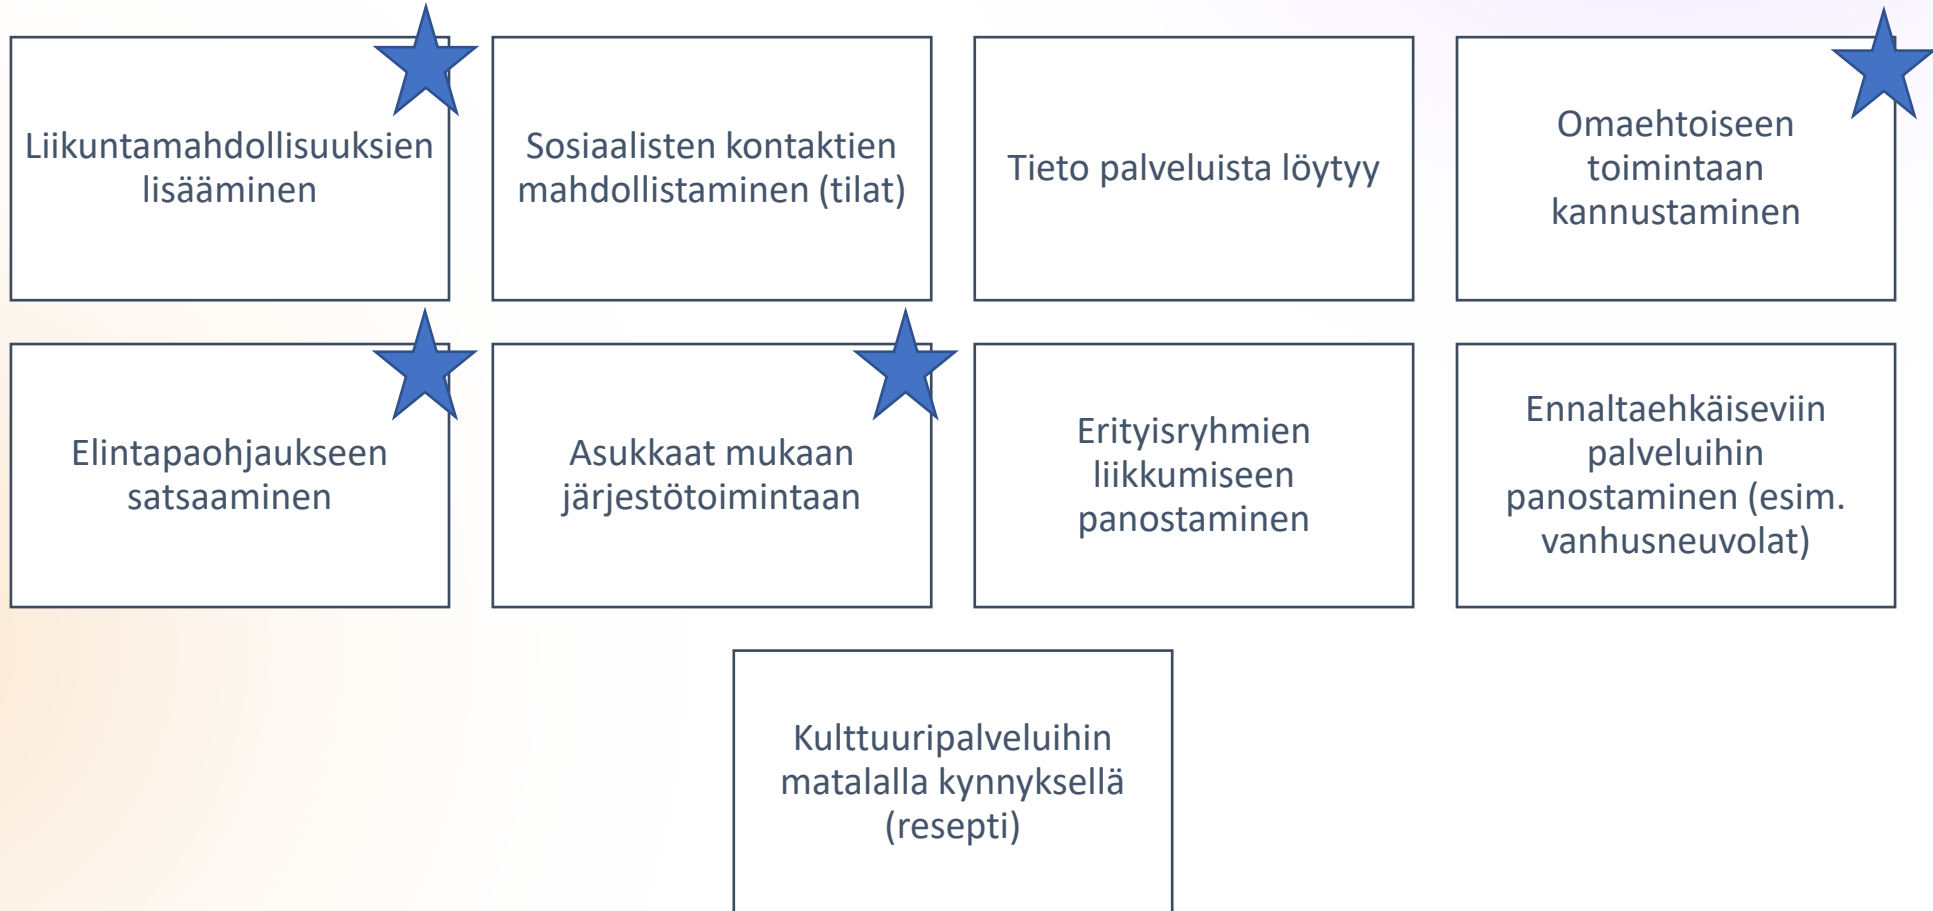 Liikuntamahdollisuuksien
lisääminen
Sosiaalisten kontaktien
mahdollistaminen (tilat)
Tieto palveluista löytyy
Omaehtoiseen
toimintaan
kannustaminen
Elintapaohjaukseen
satsaaminen
Asukkaat mukaan
järjestötoimintaan
Erityisryhmien
liikkumiseen
panostaminen
Ennaltaehkäiseviin
palveluihin
panostaminen (esim.
vanhusneuvolat)
Kulttuuripalveluihin
matalalla kynnyksellä
(resepti)